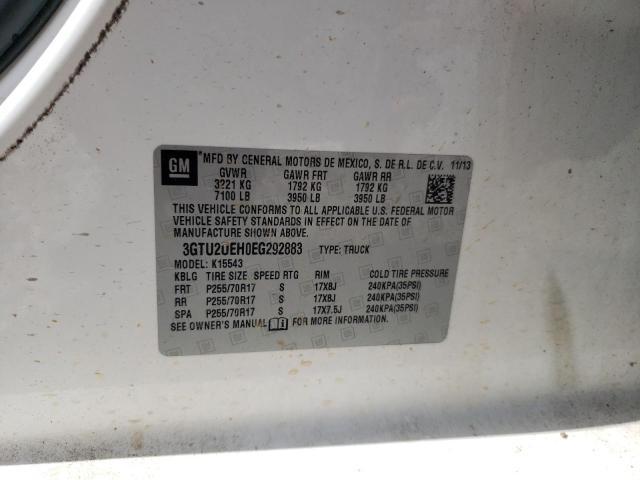 GM MFD BY GENERAL MOTORS DE MEXICO, S. DE R.L. DE C.V. 11/13
GVWR GAWR FRT GAWR RR
3221 KG 1792 KG 1792 KG
7100 LB 3950 LB 3950 LB
THIS VEHICLE CONFORMS TO ALL APPLICABLE U.S. FEDERAL MOTOR
VEHICLE SAFETY STANDARDS IN EFFECT ON THE DATE OF
MANUFACTURE SHOWN ABOVE.
3GTU2UEH0EG292883 TYPE: TRUCK
MODEL: K15543
KBLG TIRE SIZE SPEED RTG RIM COLD TIRE PRESSURE
FRT P255/70R17 S 17X8J 240KPA(35PSI)
RR P255/70R17 S 17X8J 240KPA(35PSI)
SPA P255/70R17 S 17X7.5J 240KPA(35PSI)
SEE OWNER'S MANUAL FOR MORE INFORMATION.